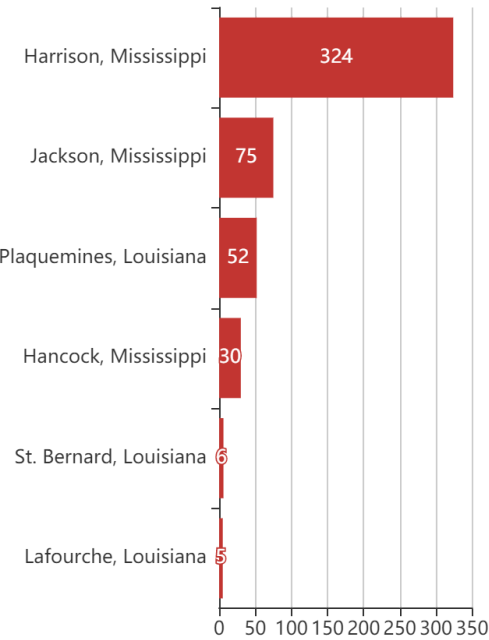 Harrison, Mississippi 324
Jackson, Mississippi 75
Plaquemines, Louisiana 52
Hancock, Mississippi 30
St. Bernard, Louisiana 6
Lafourche, Louisiana 5
0 50 100 150 200 250 300 350